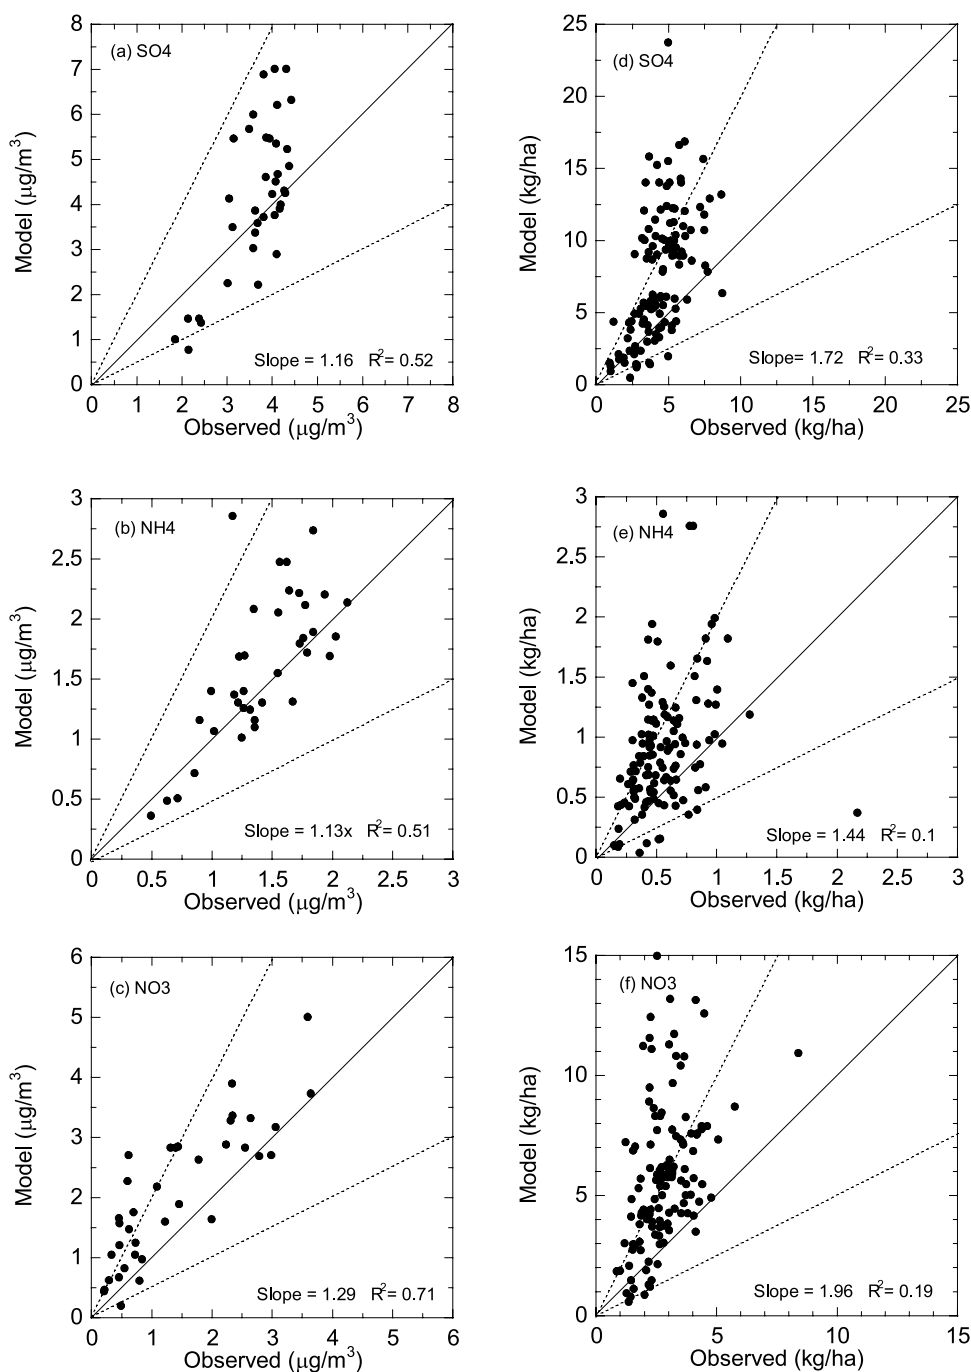 (a) SO4
Model (μg/m³)
8
7
6
5
4
3
2
1
0
Slope = 1.16 R²= 0.52
0 1 2 3 4 5 6 7 8
Observed (μg/m³)
(d) SO4
Model (kg/ha)
25
20
15
10
5
0
Slope= 1.72 R²= 0.33
0 5 10 15 20 25
Observed (kg/ha)
(b) NH4
Model (μg/m³)
3
2.5
2
1.5
1
0.5
0
Slope = 1.13x R²= 0.51
0 0.5 1 1.5 2 2.5 3
Observed (μg/m³)
(e) NH4
Model (kg/ha)
3
2.5
2
1.5
1
0.5
0
Slope = 1.44 R²= 0.1
0 0.5 1 1.5 2 2.5 3
Observed (kg/ha)
(c) NO3
Model (μg/m³)
6
5
4
3
2
1
0
Slope = 1.29 R²= 0.71
0 1 2 3 4 5 6
Observed (μg/m³)
(f) NO3
Model (kg/ha)
15
10
5
0
Slope = 1.96 R²= 0.19
0 5 10 15
Observed (kg/ha)